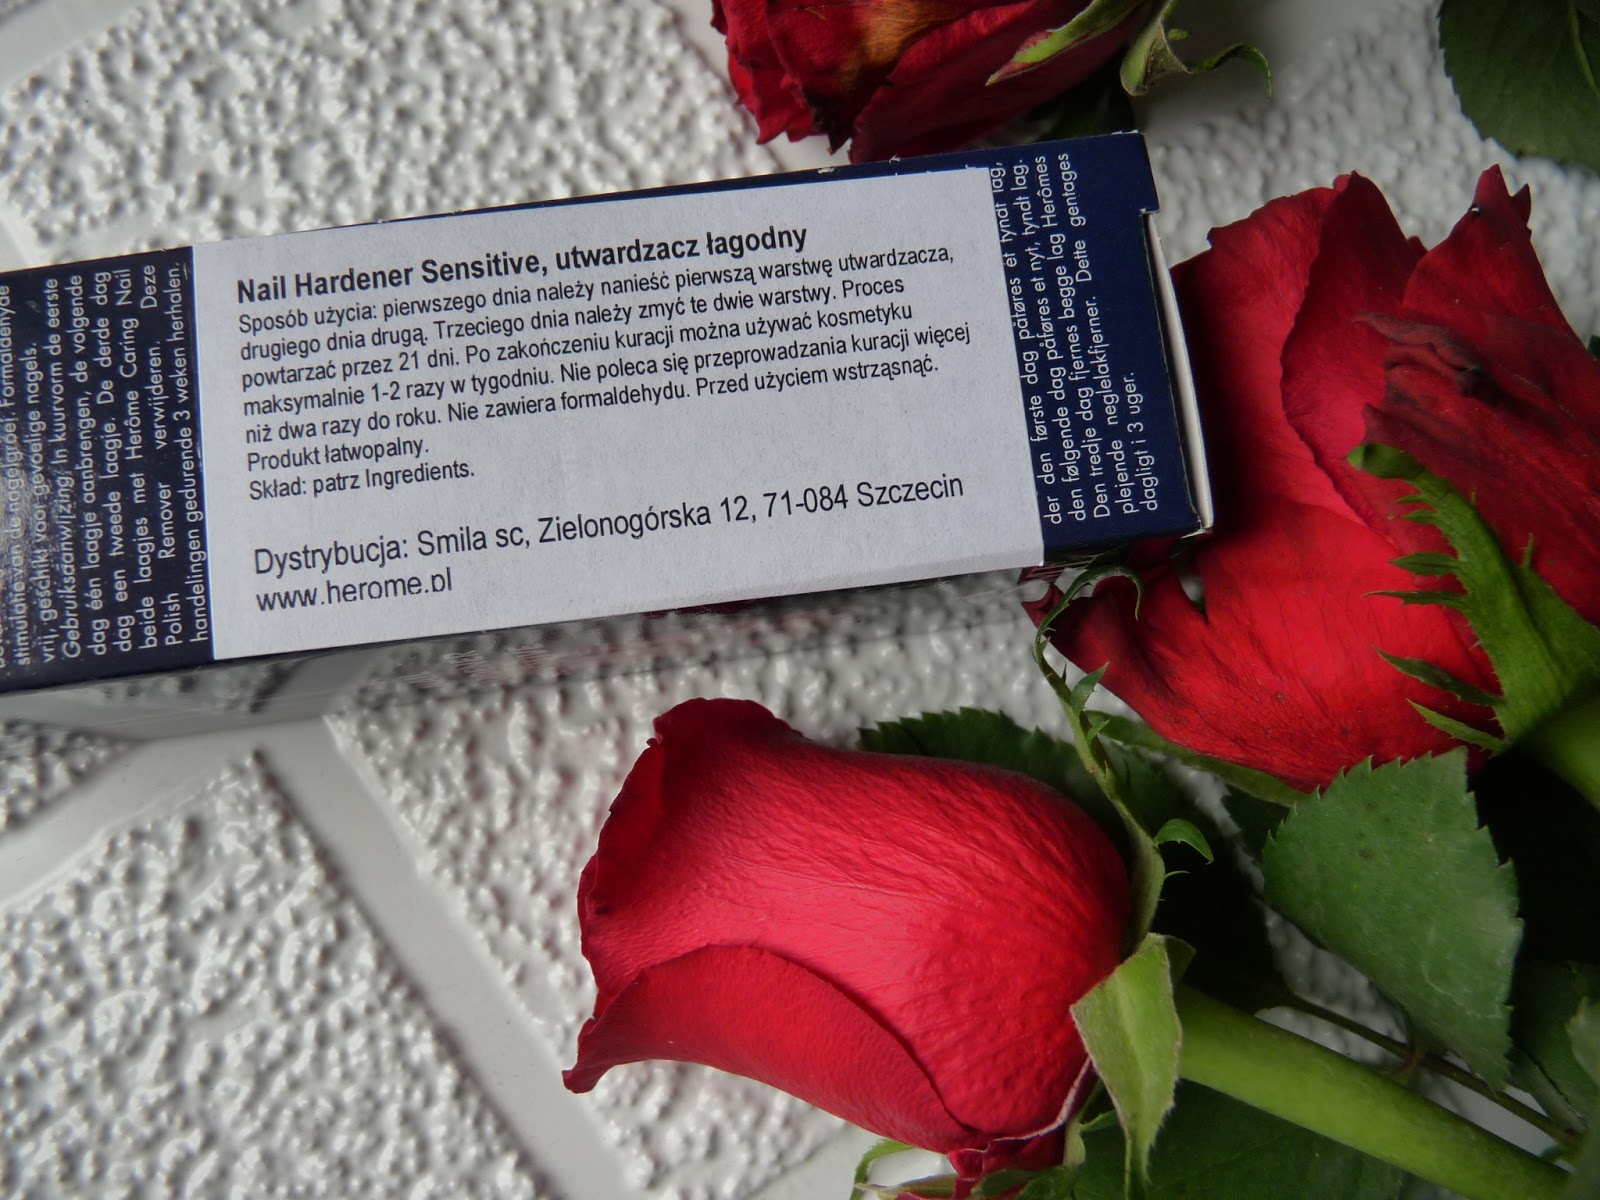 stimulatie van de nagelgroei. Formaldehyde
vrij, geschikt voor gevoelige nagels.
Gebruiksaanwijzing: In kuurvorm de eerste
dag één laagje aanbrengen, de volgende
dag een tweede laagje. De derde dag
beide laagjes met Herôme Caring Nail
Polish Remover verwijderen. Deze
handelingen gedurende 3 weken herhalen.
Nail Hardener Sensitive, utwardzacz łagodny
Sposób użycia: pierwszego dnia należy nanieść pierwszą warstwę utwardzacza,
drugiego dnia drugą. Trzeciego dnia należy zmyć te dwie warstwy. Proces
powtarzać przez 21 dni. Po zakończeniu kuracji można używać kosmetyku
maksymalnie 1-2 razy w tygodniu. Nie poleca się przeprowadzania kuracji więcej
niż dwa razy do roku. Nie zawiera formaldehydu. Przed użyciem wstrząsnąć.
Produkt łatwopalny.
Skład: patrz Ingredients.
Dystrybucja: Smila sc, Zielonogórska 12, 71-084 Szczecin
www.herome.pl
der den første dag påføres ét tyndt lag,
den følgende dag påføres et nyt, tyndt lag.
Den tredje dag fjernes begge lag Herômes
plejende neglelakfjerner. Dette gentages
dagligt i 3 uger.